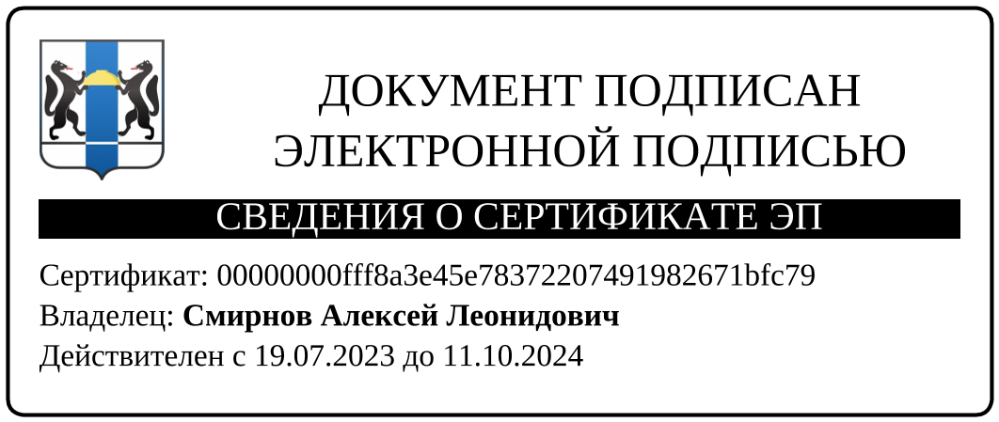 ДОКУМЕНТ ПОДПИСАН
ЭЛЕКТРОННОЙ ПОДПИСЬЮ
СВЕДЕНИЯ О СЕРТИФИКАТЕ ЭП
Сертификат: 00000000fff8a3e45e78372207491982671bfc79
Владелец: Смирнов Алексей Леонидович
Действителен с 19.07.2023 до 11.10.2024